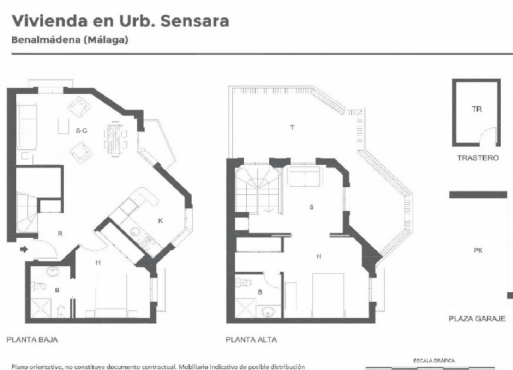 Vivienda en Urb. Sensara
Benalmádena (Málaga)
S-C
K
R
H
B
T
S
H
B
TR
TRASTERO
PK
PLAZA GARAJE
PLANTA BAJA
PLANTA ALTA
ESCALA GRÁFICA
Plano orientativo, no constituye documento contractual. Mobiliario indicativo de posible distribución